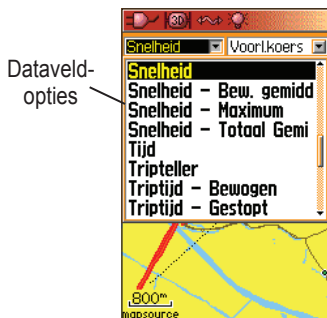 3D
Snelheid Voorl.koers
Dataveld-
opties
Snelheid
Snelheid - Bew. gemidd
Snelheid - Maximum
Snelheid - Totaal Gemi
Tijd
Tripteller
Triptijd - Bewogen
Triptijd - Gestopt
800m
mapsource